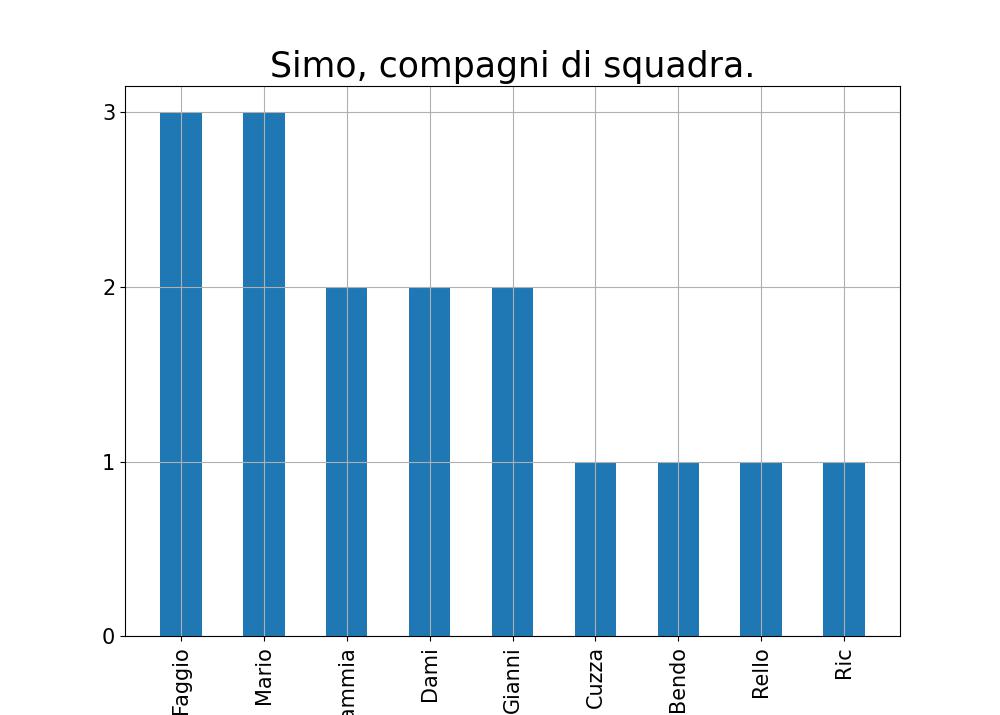 Simo, compagni di squadra.
3
2
1
0
Faggio
Mario
Dami
Gianni
Cuzza
Bendo
Rello
Ric